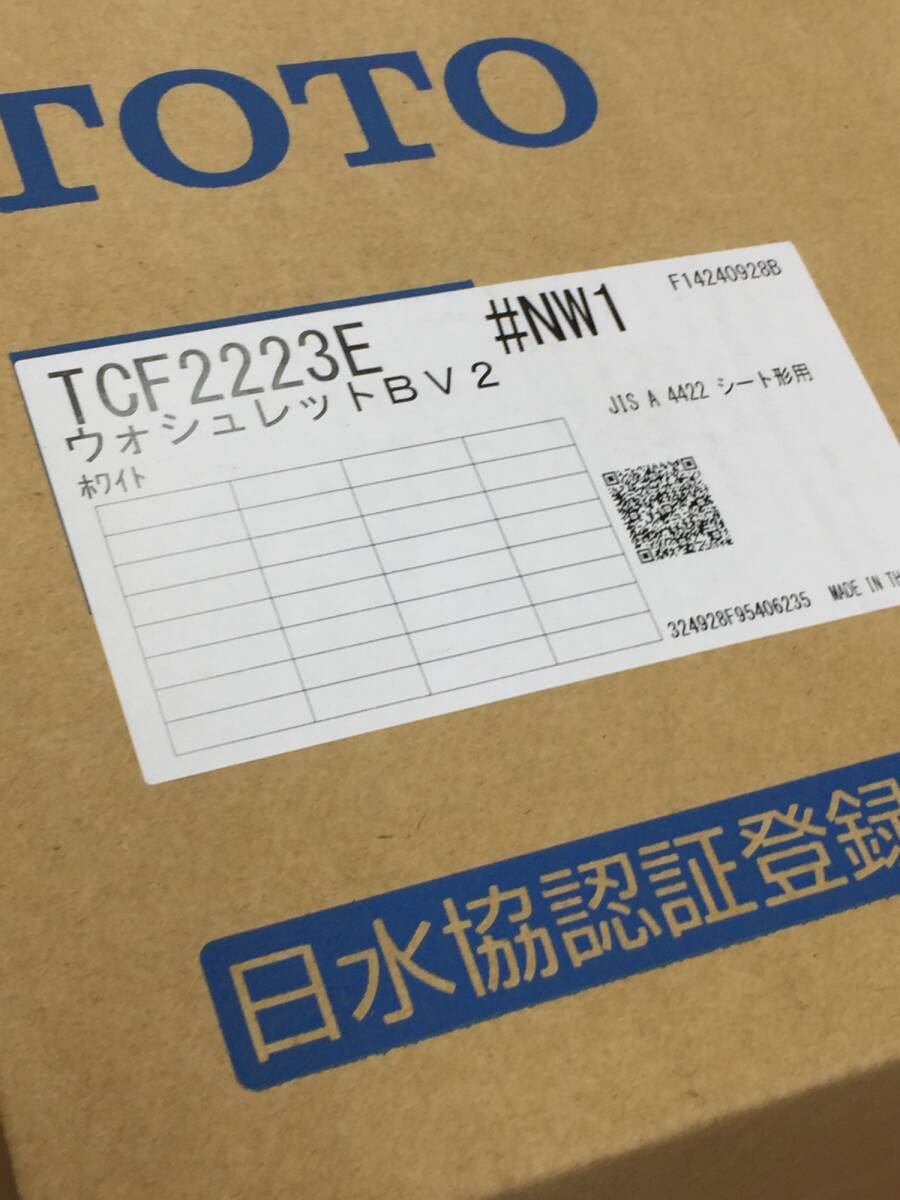 TOTO
F14240928B
TCF2223E #NW1
ウォシュレットＢＶ２
JIS A 4422 シート形用
ホワイト
324928F95406235 MADE IN TH
日水協認証登録